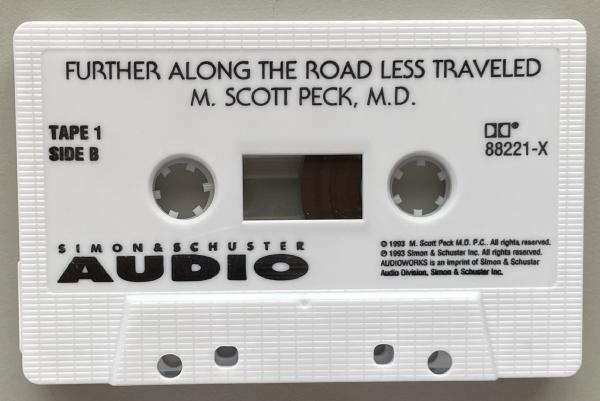 FURTHER ALONG THE ROAD LESS TRAVELED
M. SCOTT PECK, M.D.
TAPE 1
SIDE B
88221-X
SIMON & SCHUSTER
AUDIO
© 1993 M. Scott Peck M.D. P.C.. All rights reserved.
℗ 1993 Simon & Schuster Inc. All rights reserved.
AUDIOWORKS is an imprint of Simon & Schuster
Audio Division, Simon & Schuster Inc.